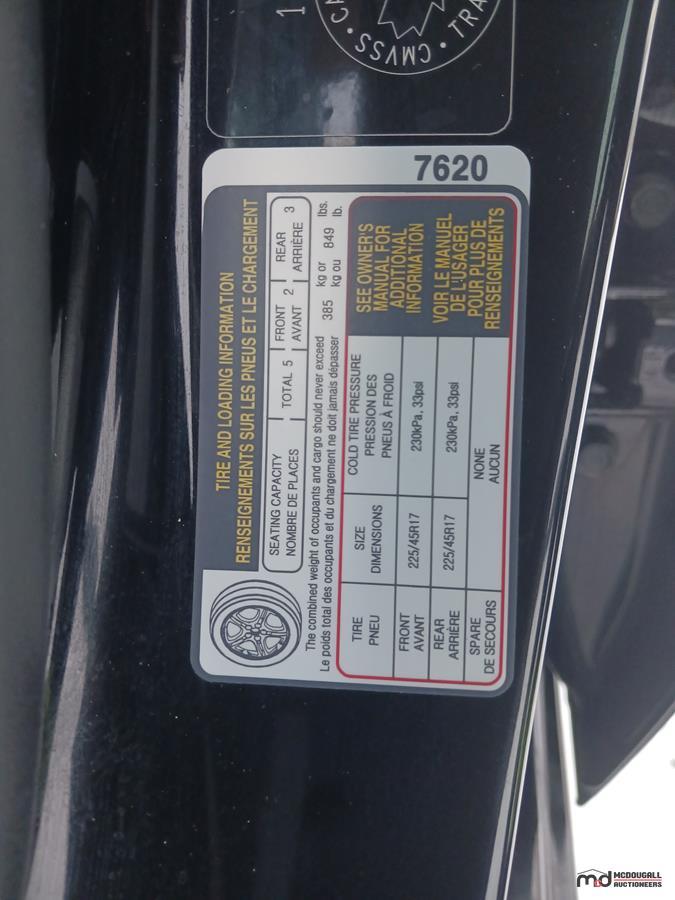 CMVSS
7620
TIRE AND LOADING INFORMATION
RENSEIGNEMENTS SUR LES PNEUS ET LE CHARGEMENT
SEATING CAPACITY
NOMBRE DE PLACES
TOTAL 5
FRONT
AVANT
2
REAR
ARRIÈRE
3
The combined weight of occupants and cargo should never exceed 385 kg or 849 lbs.
Le poids total des occupants et du chargement ne doit jamais dépasser kg ou lb.
TIRE
PNEU
SIZE
DIMENSIONS
COLD TIRE PRESSURE
PRESSION DES
PNEUS À FROID
FRONT
AVANT
225/45R17
230kPa, 33psi
REAR
ARRIÈRE
225/45R17
230kPa, 33psi
SPARE
DE SECOURS
NONE
AUCUN
SEE OWNER'S
MANUAL FOR
ADDITIONAL
INFORMATION
VOIR LE MANUEL
DE L'USAGER
POUR PLUS DE
RENSEIGNEMENTS
md MCDOUGALL
AUCTIONEERS